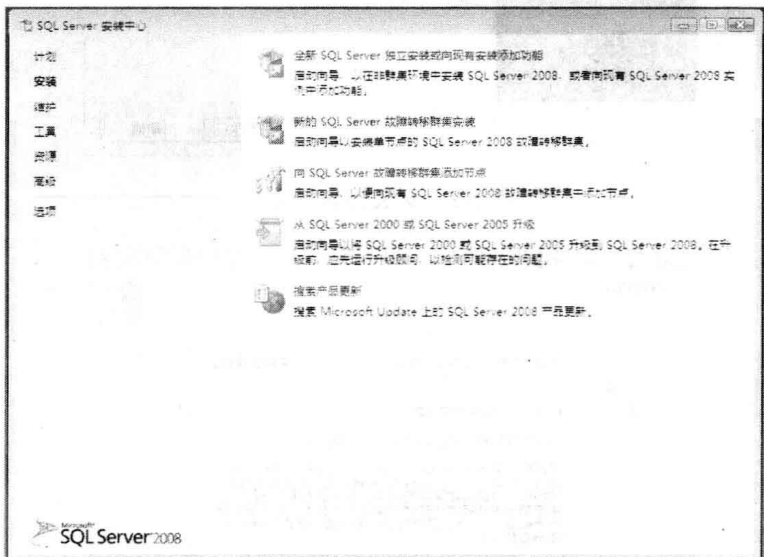 SQL Server 安装中心
计划
安装
维护
工具
资源
高级
选项
全新 SQL Server 独立安装或向现有安装添加功能
启动向导，以在非群集环境中安装 SQL Server 2008，或者向现有 SQL Server 2008 实
例中添加功能。
新的 SQL Server 故障转移群集安装
启动向导以安装单节点的 SQL Server 2008 故障转移群集。
向 SQL Server 故障转移群集添加节点
启动向导，以便向现有 SQL Server 2008 故障转移群集中添加节点。
从 SQL Server 2000 或 SQL Server 2005 升级
启动向导以将 SQL Server 2000 或 SQL Server 2005 升级到 SQL Server 2008。在升
级前，应先运行升级顾问，以检测可能存在的问题。
搜索产品更新
搜索 Microsoft Update 上的 SQL Server 2008 产品更新。
Microsoft
SQL Server 2008